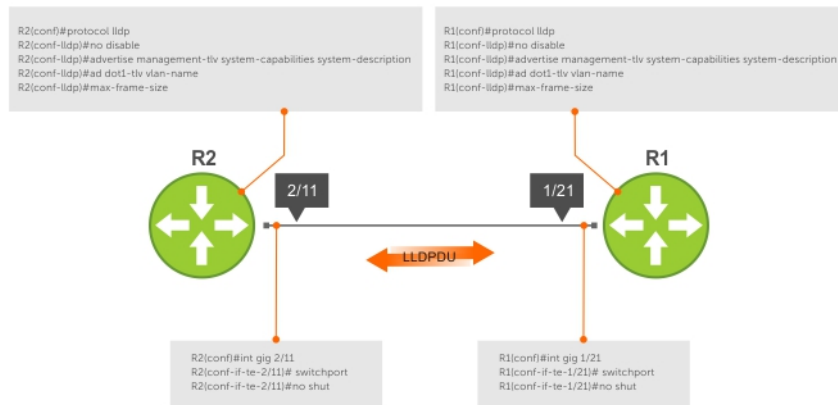 R2(conf)#protocol lldp
R2(conf-lldp)#no disable
R2(conf-lldp)#advertise management-tlv system-capabilities system-description
R2(conf-lldp)#ad dot1-tlv vlan-name
R2(conf-lldp)#max-frame-size
R1(conf)#protocol lldp
R1(conf-lldp)#no disable
R1(conf-lldp)#advertise management-tlv system-capabilities system-description
R1(conf-lldp)#ad dot1-tlv vlan-name
R1(conf-lldp)#max-frame-size
R2
R1
2/11
1/21
LLDPDU
R2(conf)#int gig 2/11
R2(conf-if-te-2/11)# switchport
R2(conf-if-te-2/11)#no shut
R1(conf)#int gig 1/21
R1(conf-if-te-1/21)# switchport
R1(conf-if-te-1/21)#no shut